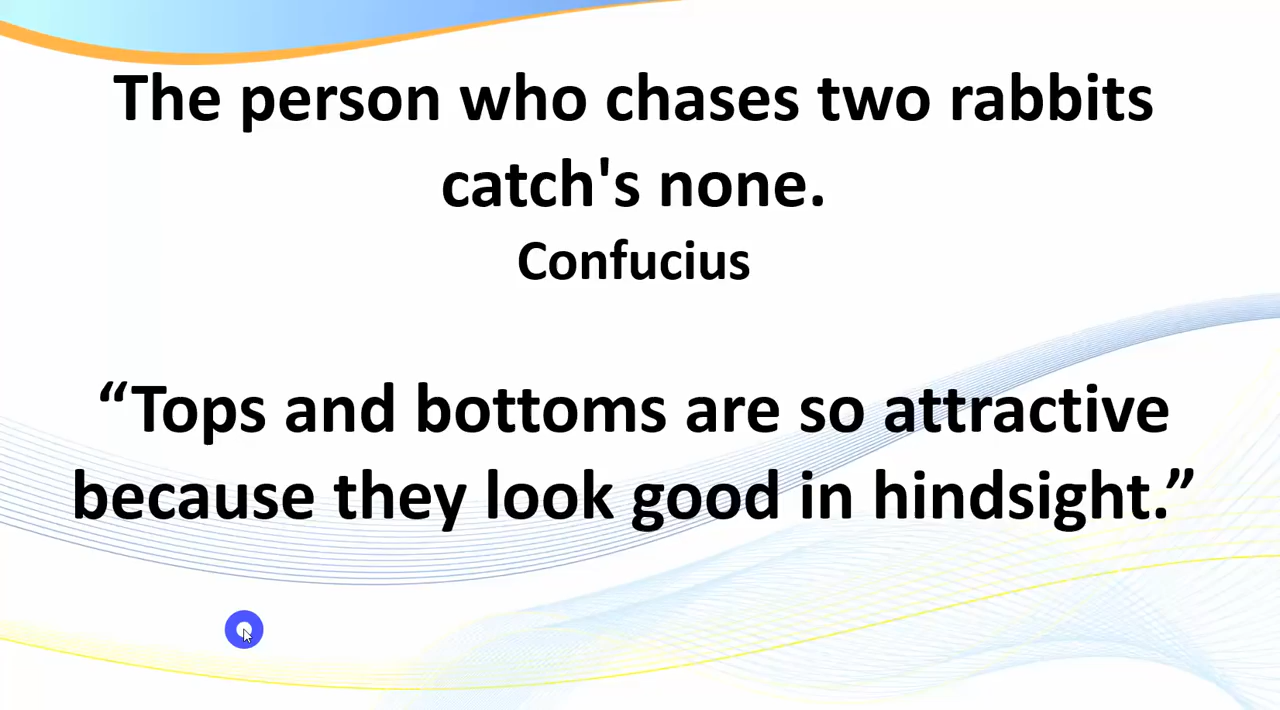 The person who chases two rabbits
catch's none.
Confucius
“Tops and bottoms are so attractive
because they look good in hindsight.”